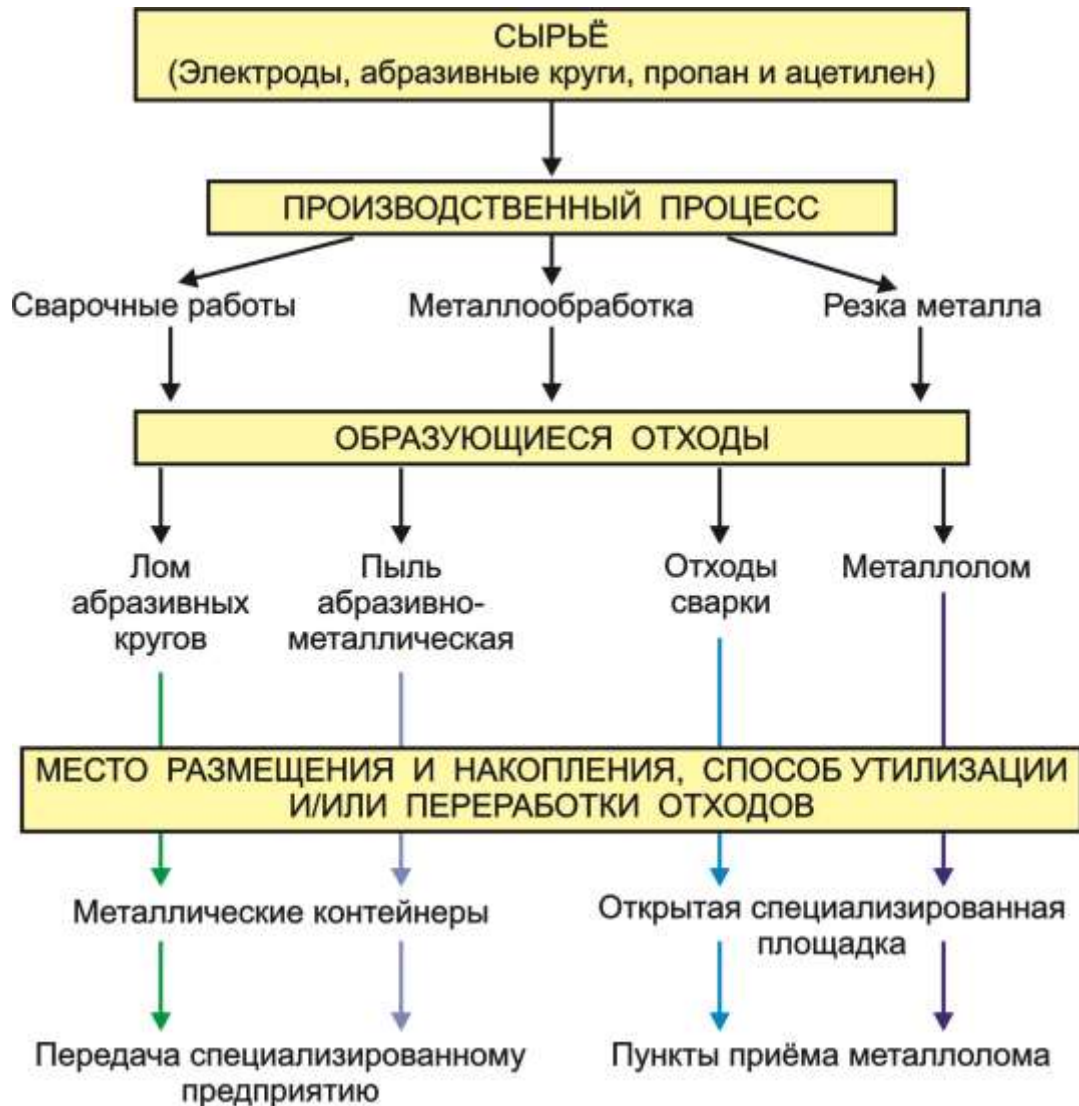 СЫРЬЁ
(Электроды, абразивные круги, пропан и ацетилен)
ПРОИЗВОДСТВЕННЫЙ ПРОЦЕСС
Сварочные работы
Металлообработка
Резка металла
ОБРАЗУЮЩИЕСЯ ОТХОДЫ
Лом
абразивных
кругов
Пыль
абразивно-
металлическая
Отходы
сварки
Металлолом
МЕСТО РАЗМЕЩЕНИЯ И НАКОПЛЕНИЯ, СПОСОБ УТИЛИЗАЦИИ
И/ИЛИ ПЕРЕРАБОТКИ ОТХОДОВ
Металлические контейнеры
Открытая специализированная
площадка
Передача специализированному
предприятию
Пункты приёма металлолома